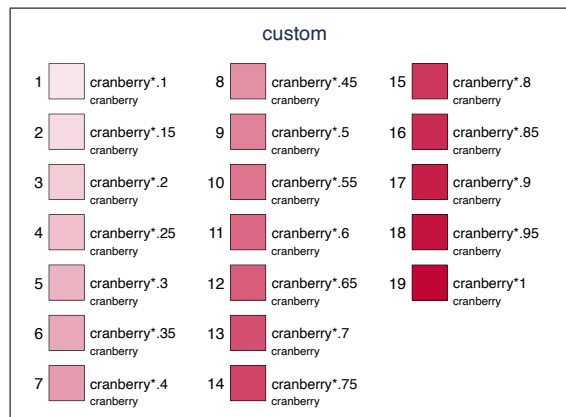 custom
1 cranberry*.1
cranberry
2 cranberry*.15
cranberry
3 cranberry*.2
cranberry
4 cranberry*.25
cranberry
5 cranberry*.3
cranberry
6 cranberry*.35
cranberry
7 cranberry*.4
cranberry
8 cranberry*.45
cranberry
9 cranberry*.5
cranberry
10 cranberry*.55
cranberry
11 cranberry*.6
cranberry
12 cranberry*.65
cranberry
13 cranberry*.7
cranberry
14 cranberry*.75
cranberry
15 cranberry*.8
cranberry
16 cranberry*.85
cranberry
17 cranberry*.9
cranberry
18 cranberry*.95
cranberry
19 cranberry*1
cranberry